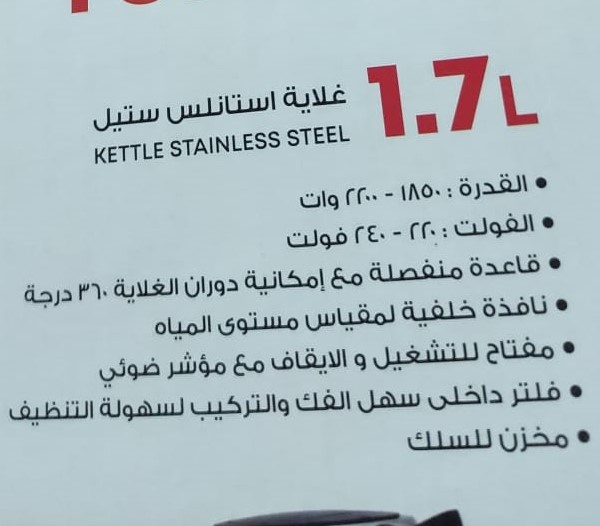 غلاية استانلس ستيل
1.7L
KETTLE STAINLESS STEEL
• القدرة : ١٨٥٠ - ٢٢٠٠ وات
• الفولت : ٢٢٠ - ٢٤٠ فولت
• قاعدة منفصلة مع إمكانية دوران الغلاية ٣٦٠ درجة
• نافذة خلفية لمقياس مستوى المياه
• مفتاح للتشغيل و الايقاف مع مؤشر ضوئي
• فلتر داخلى سهل الفك والتركيب لسهولة التنظيف
• مخزن للسلك